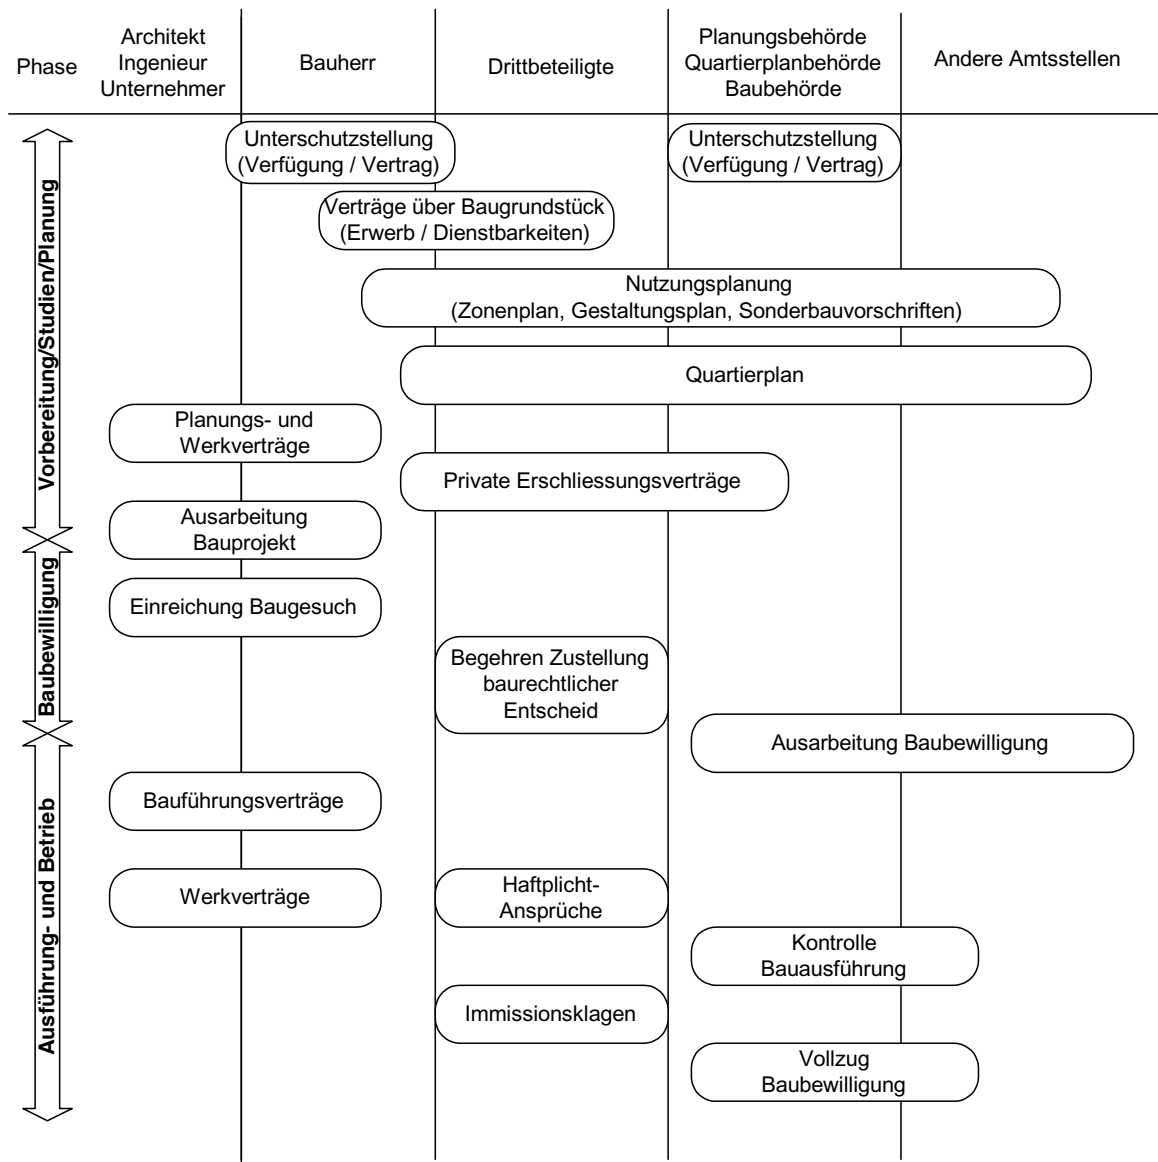 Phase
Architekt
Ingenieur
Unternehmer
Bauherr
Drittbeteiligte
Planungsbehörde
Quartierplanbehörde
Baubehörde
Andere Amtsstellen
Vorbereitung/Studien/Planung
Unterschutzstellung
(Verfügung / Vertrag)
Unterschutzstellung
(Verfügung / Vertrag)
Verträge über Baugrundstück
(Erwerb / Dienstbarkeiten)
Nutzungsplanung
(Zonenplan, Gestaltungsplan, Sonderbauvorschriften)
Quartierplan
Planungs- und
Werkverträge
Private Erschliessungsverträge
Ausarbeitung
Bauprojekt
Baubewilligung
Einreichung Baugesuch
Begehren Zustellung
baurechtlicher
Entscheid
Ausarbeitung Baubewilligung
Ausführung- und Betrieb
Bauführungsverträge
Werkverträge
Haftplicht-
Ansprüche
Kontrolle
Bauausführung
Immissionsklagen
Vollzug
Baubewilligung